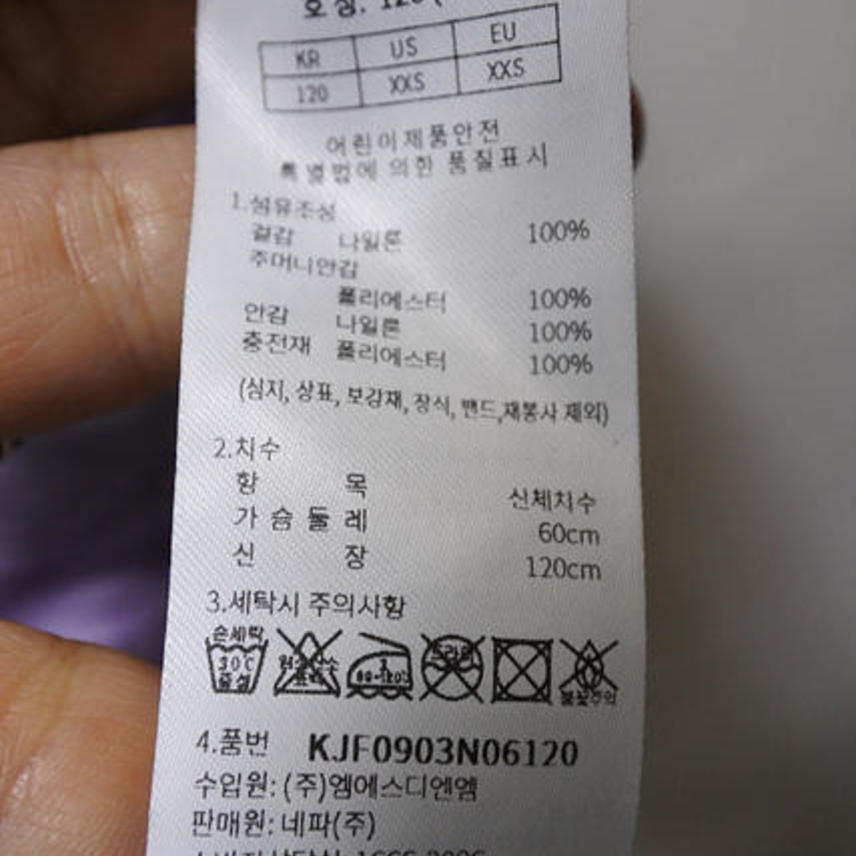 호칭: 120 (
KR US EU
120 XXS XXS
어린이제품안전
특별법에 의한 품질표시
1.섬유조성
겉감 나일론 100%
주머니안감
폴리에스터 100%
안감 나일론 100%
충전재 폴리에스터 100%
(심지, 상표, 보강재, 장식, 밴드,재봉사 제외)
2.치수
항 목 신체치수
가 슴 둘 레 60cm
신 장 120cm
3.세탁시 주의사항
손세탁
30℃
중성
드라이
불꽃주의
4.품번 KJF0903N06120
수입원: (주)엠에스디엔엠
판매원: 네파(주)